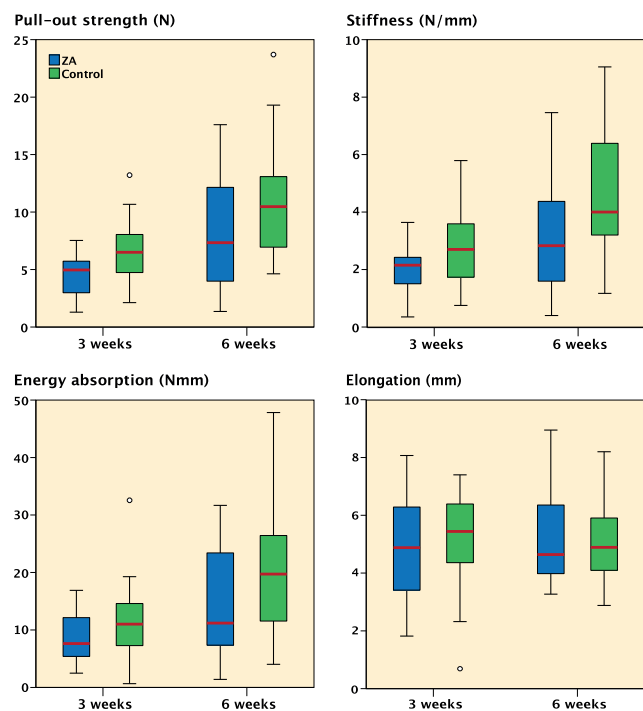 Pull-out strength (N)
25
20
15
10
5
0
ZA
Control
3 weeks
6 weeks
Stiffness (N/mm)
10
8
6
4
2
0
3 weeks
6 weeks
Energy absorption (Nmm)
50
40
30
20
10
0
3 weeks
6 weeks
Elongation (mm)
10
8
6
4
2
0
3 weeks
6 weeks